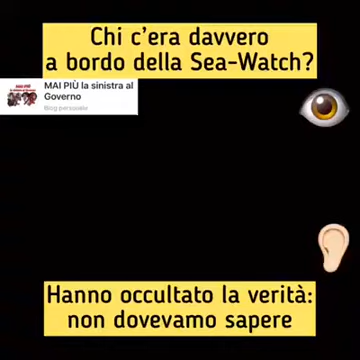 Chi c’era davvero
a bordo della Sea-Watch?
MAI PIÙ la sinistra al
Governo
Blog personale
Hanno occultato la verità:
non dovevamo sapere